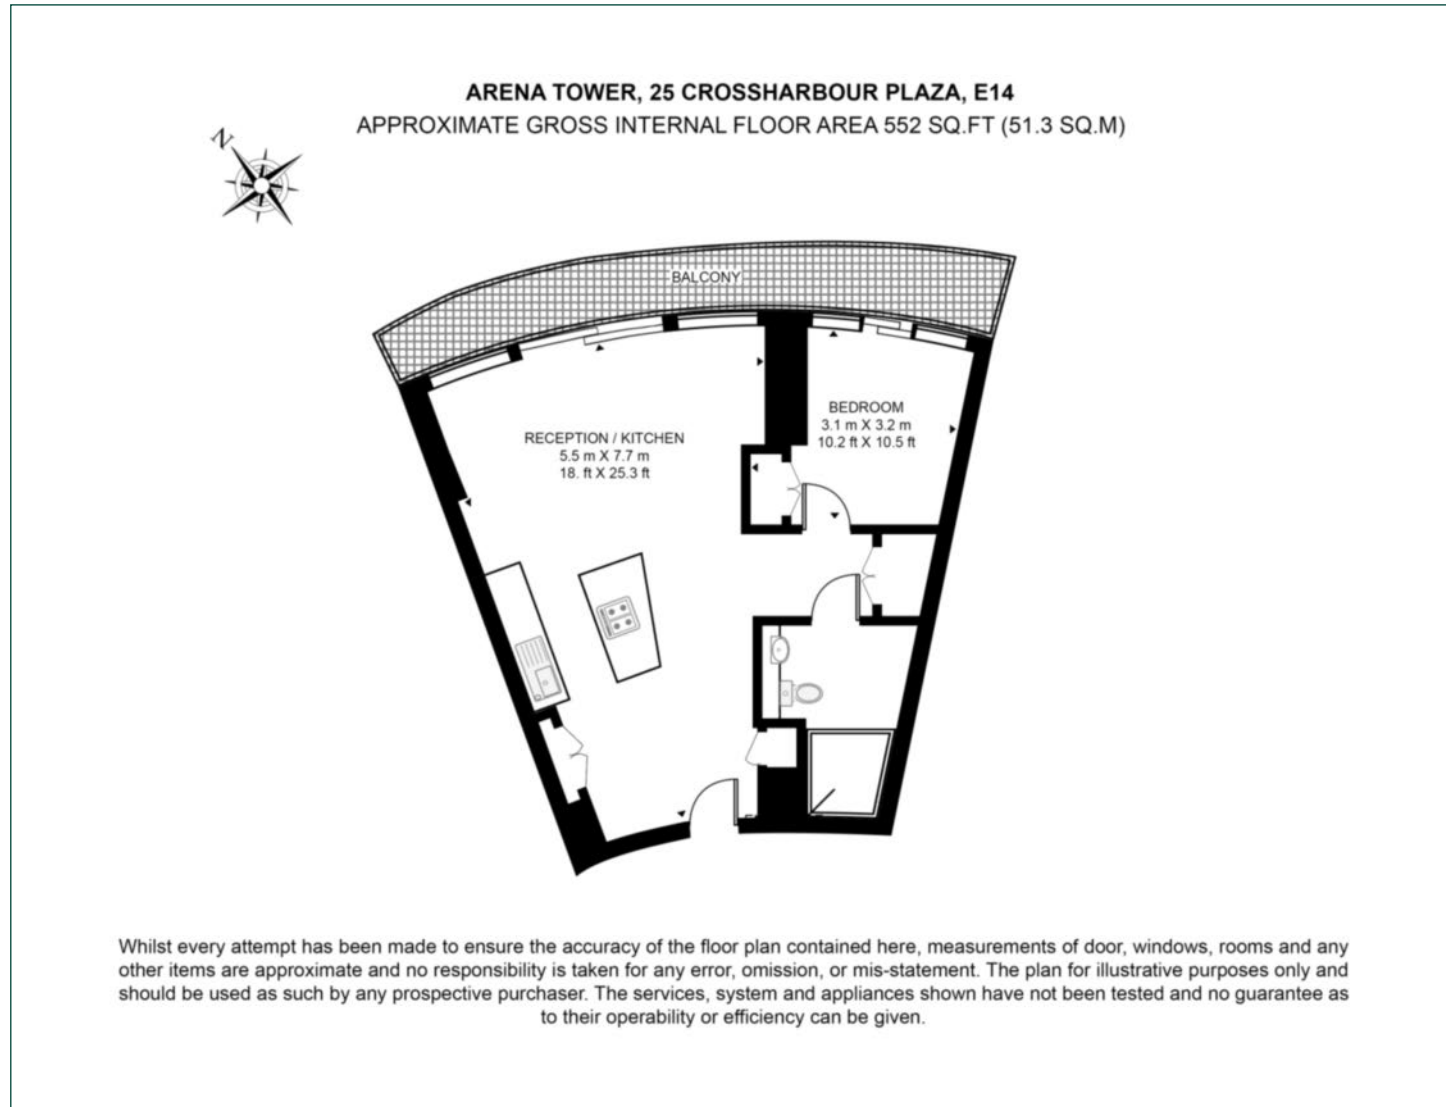 ARENA TOWER, 25 CROSSHARBOUR PLAZA, E14
APPROXIMATE GROSS INTERNAL FLOOR AREA 552 SQ.FT (51.3 SQ.M)
N
BALCONY
BEDROOM
3.1 m X 3.2 m
10.2 ft X 10.5 ft
RECEPTION / KITCHEN
5.5 m X 7.7 m
18. ft X 25.3 ft
Whilst every attempt has been made to ensure the accuracy of the floor plan contained here, measurements of door, windows, rooms and any
other items are approximate and no responsibility is taken for any error, omission, or mis-statement. The plan for illustrative purposes only and
should be used as such by any prospective purchaser. The services, system and appliances shown have not been tested and no guarantee as
to their operability or efficiency can be given.